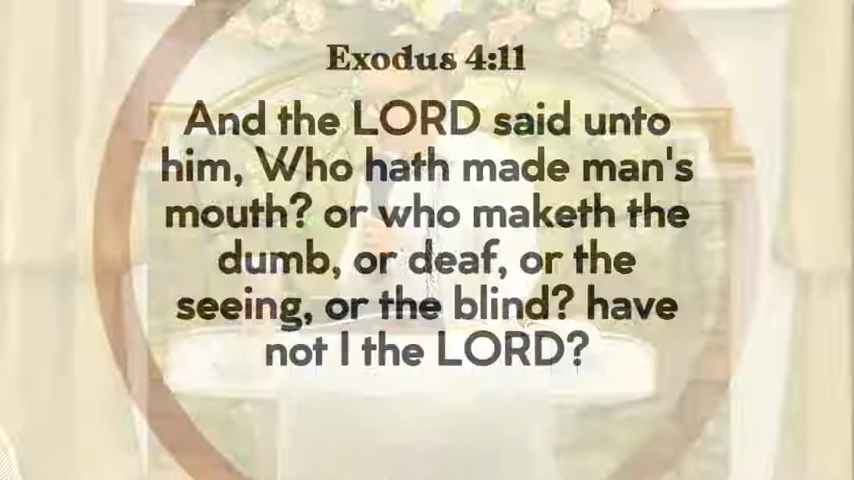 Exodus 4:11
And the LORD said unto
him, Who hath made man's
mouth? or who maketh the
dumb, or deaf, or the
seeing, or the blind? have
not I the LORD?